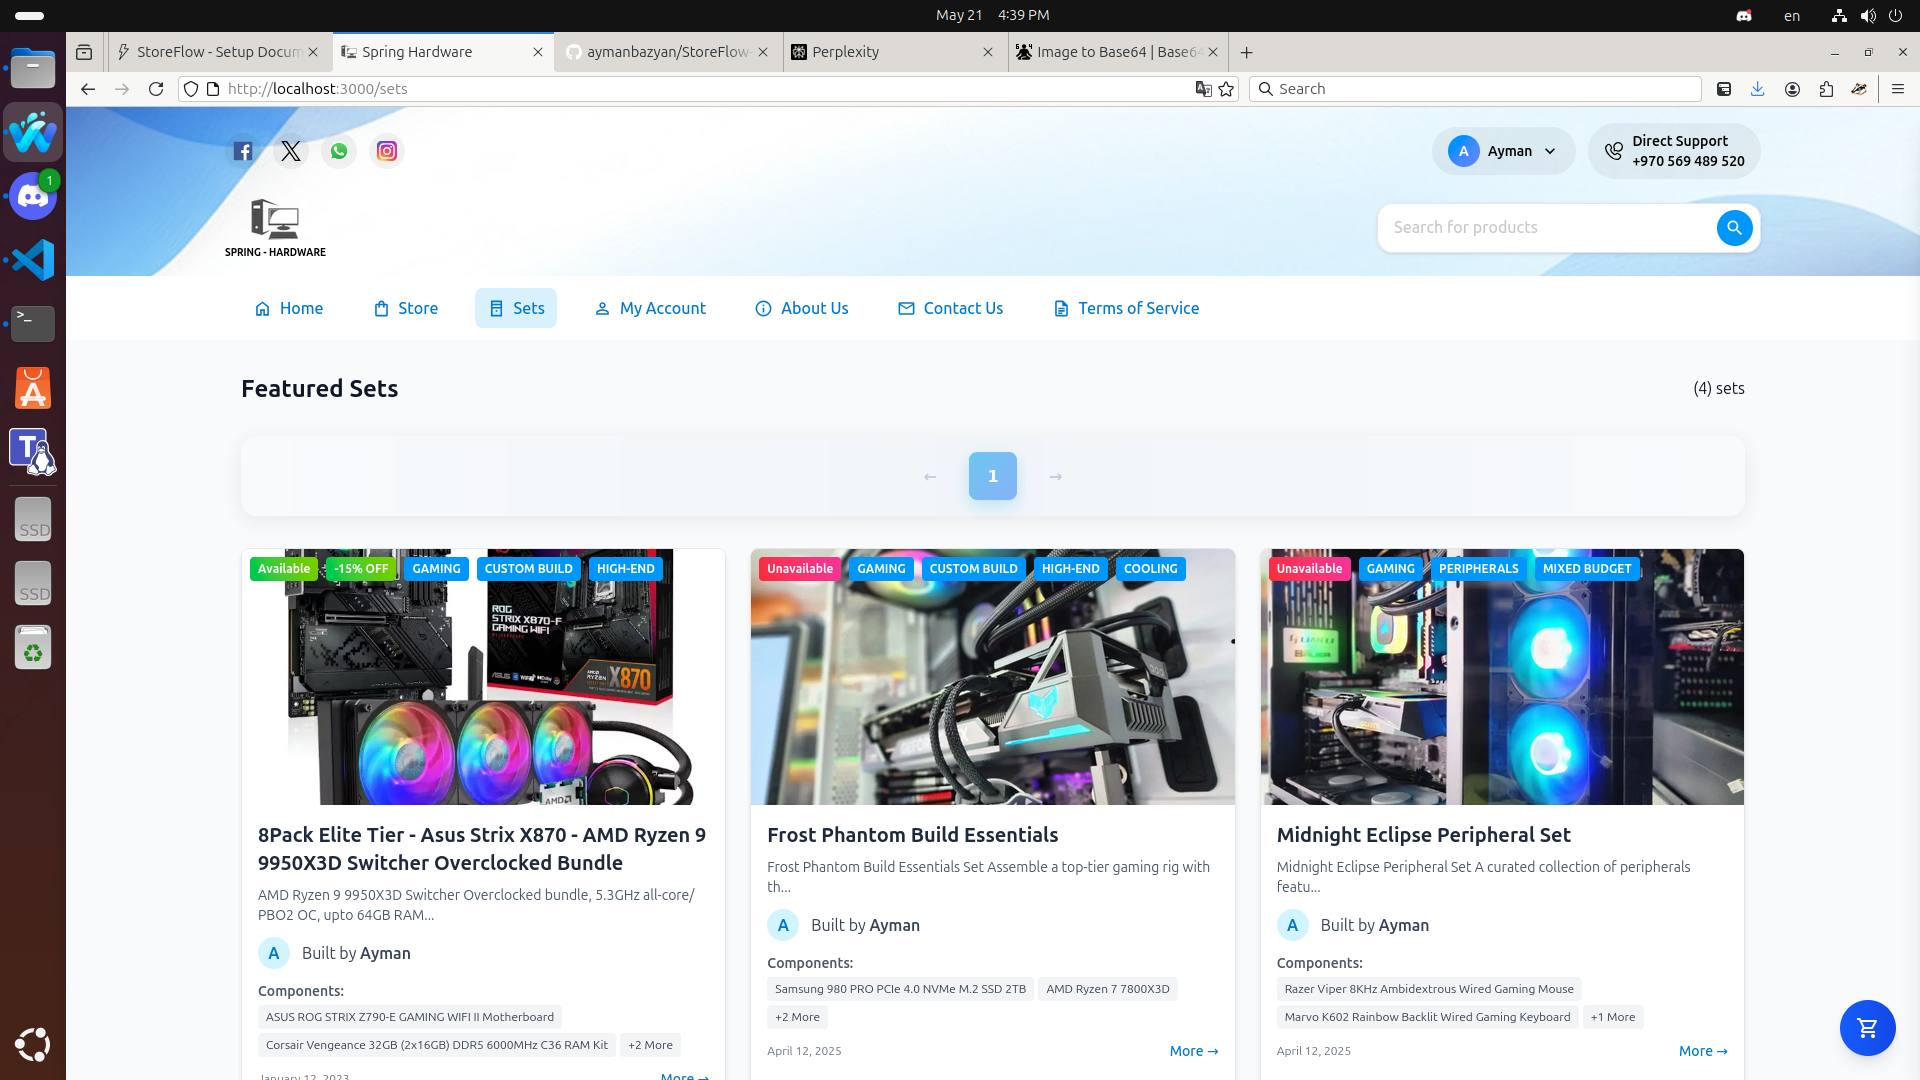 May 21 4:39 PM
en
StoreFlow - Setup Docum
Spring Hardware
aymanbazyan/StoreFlow-
Perplexity
Image to Base64 | Base64
http://localhost:3000/sets
Search
1
>_
SSD
SSD
A Ayman
Direct Support
+970 569 489 520
SPRING - HARDWARE
Search for products
Home
Store
Sets
My Account
About Us
Contact Us
Terms of Service
Featured Sets
(4) sets
← 1 →
Available
-15% OFF
GAMING
CUSTOM BUILD
HIGH-END
ROG
STRIX X870-F
GAMING WIFI
X870
AMD
8Pack Elite Tier - Asus Strix X870 - AMD Ryzen 9
9950X3D Switcher Overclocked Bundle
AMD Ryzen 9 9950X3D Switcher Overclocked bundle, 5.3GHz all-core/
PBO2 OC, upto 64GB RAM...
A Built by Ayman
Components:
ASUS ROG STRIX Z790-E GAMING WIFI II Motherboard
Corsair Vengeance 32GB (2x16GB) DDR5 6000MHz C36 RAM Kit
+2 More
January 12, 2023
More →
Unavailable
GAMING
CUSTOM BUILD
HIGH-END
COOLING
Frost Phantom Build Essentials
Frost Phantom Build Essentials Set Assemble a top-tier gaming rig with
th...
A Built by Ayman
Components:
Samsung 980 PRO PCIe 4.0 NVMe M.2 SSD 2TB
AMD Ryzen 7 7800X3D
+2 More
April 12, 2025
More →
Unavailable
GAMING
PERIPHERALS
MIXED BUDGET
Midnight Eclipse Peripheral Set
Midnight Eclipse Peripheral Set A curated collection of peripherals
featu...
A Built by Ayman
Components:
Razer Viper 8KHz Ambidextrous Wired Gaming Mouse
Marvo K602 Rainbow Backlit Wired Gaming Keyboard
+1 More
April 12, 2025
More →